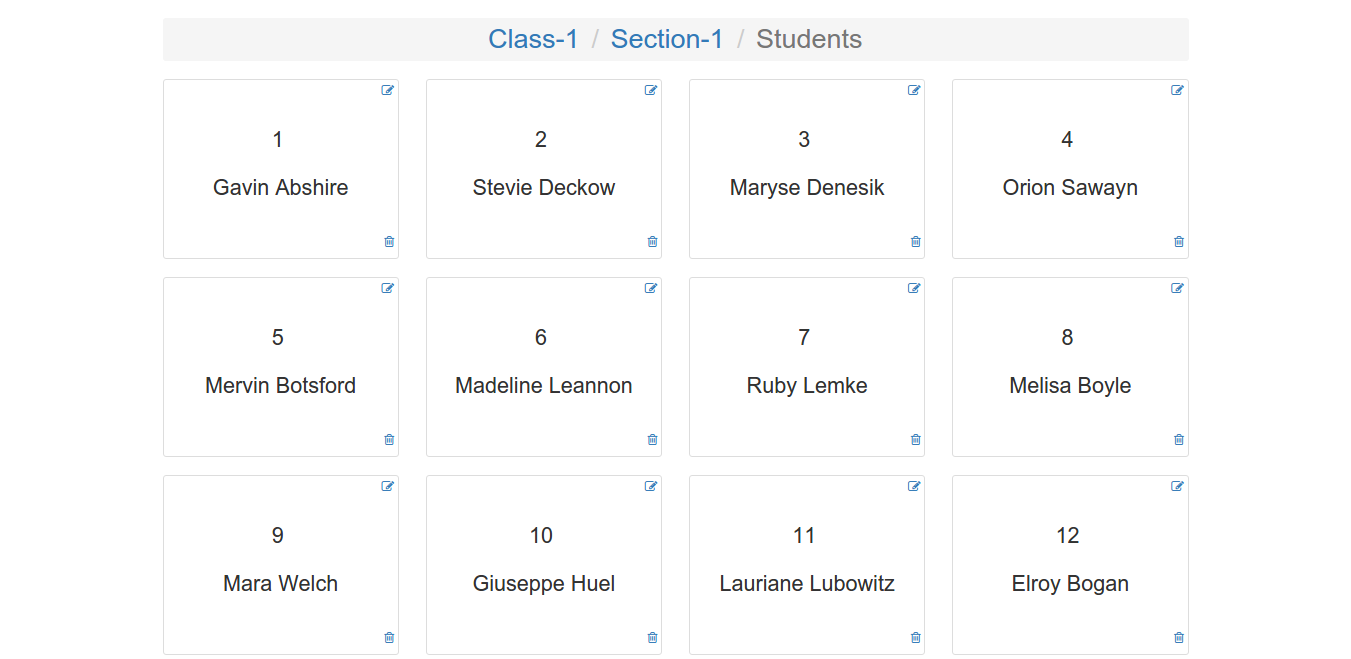 Class-1 / Section-1 / Students
1
Gavin Abshire
2
Stevie Deckow
3
Maryse Denesik
4
Orion Sawayn
5
Mervin Botsford
6
Madeline Leannon
7
Ruby Lemke
8
Melisa Boyle
9
Mara Welch
10
Giuseppe Huel
11
Lauriane Lubowitz
12
Elroy Bogan